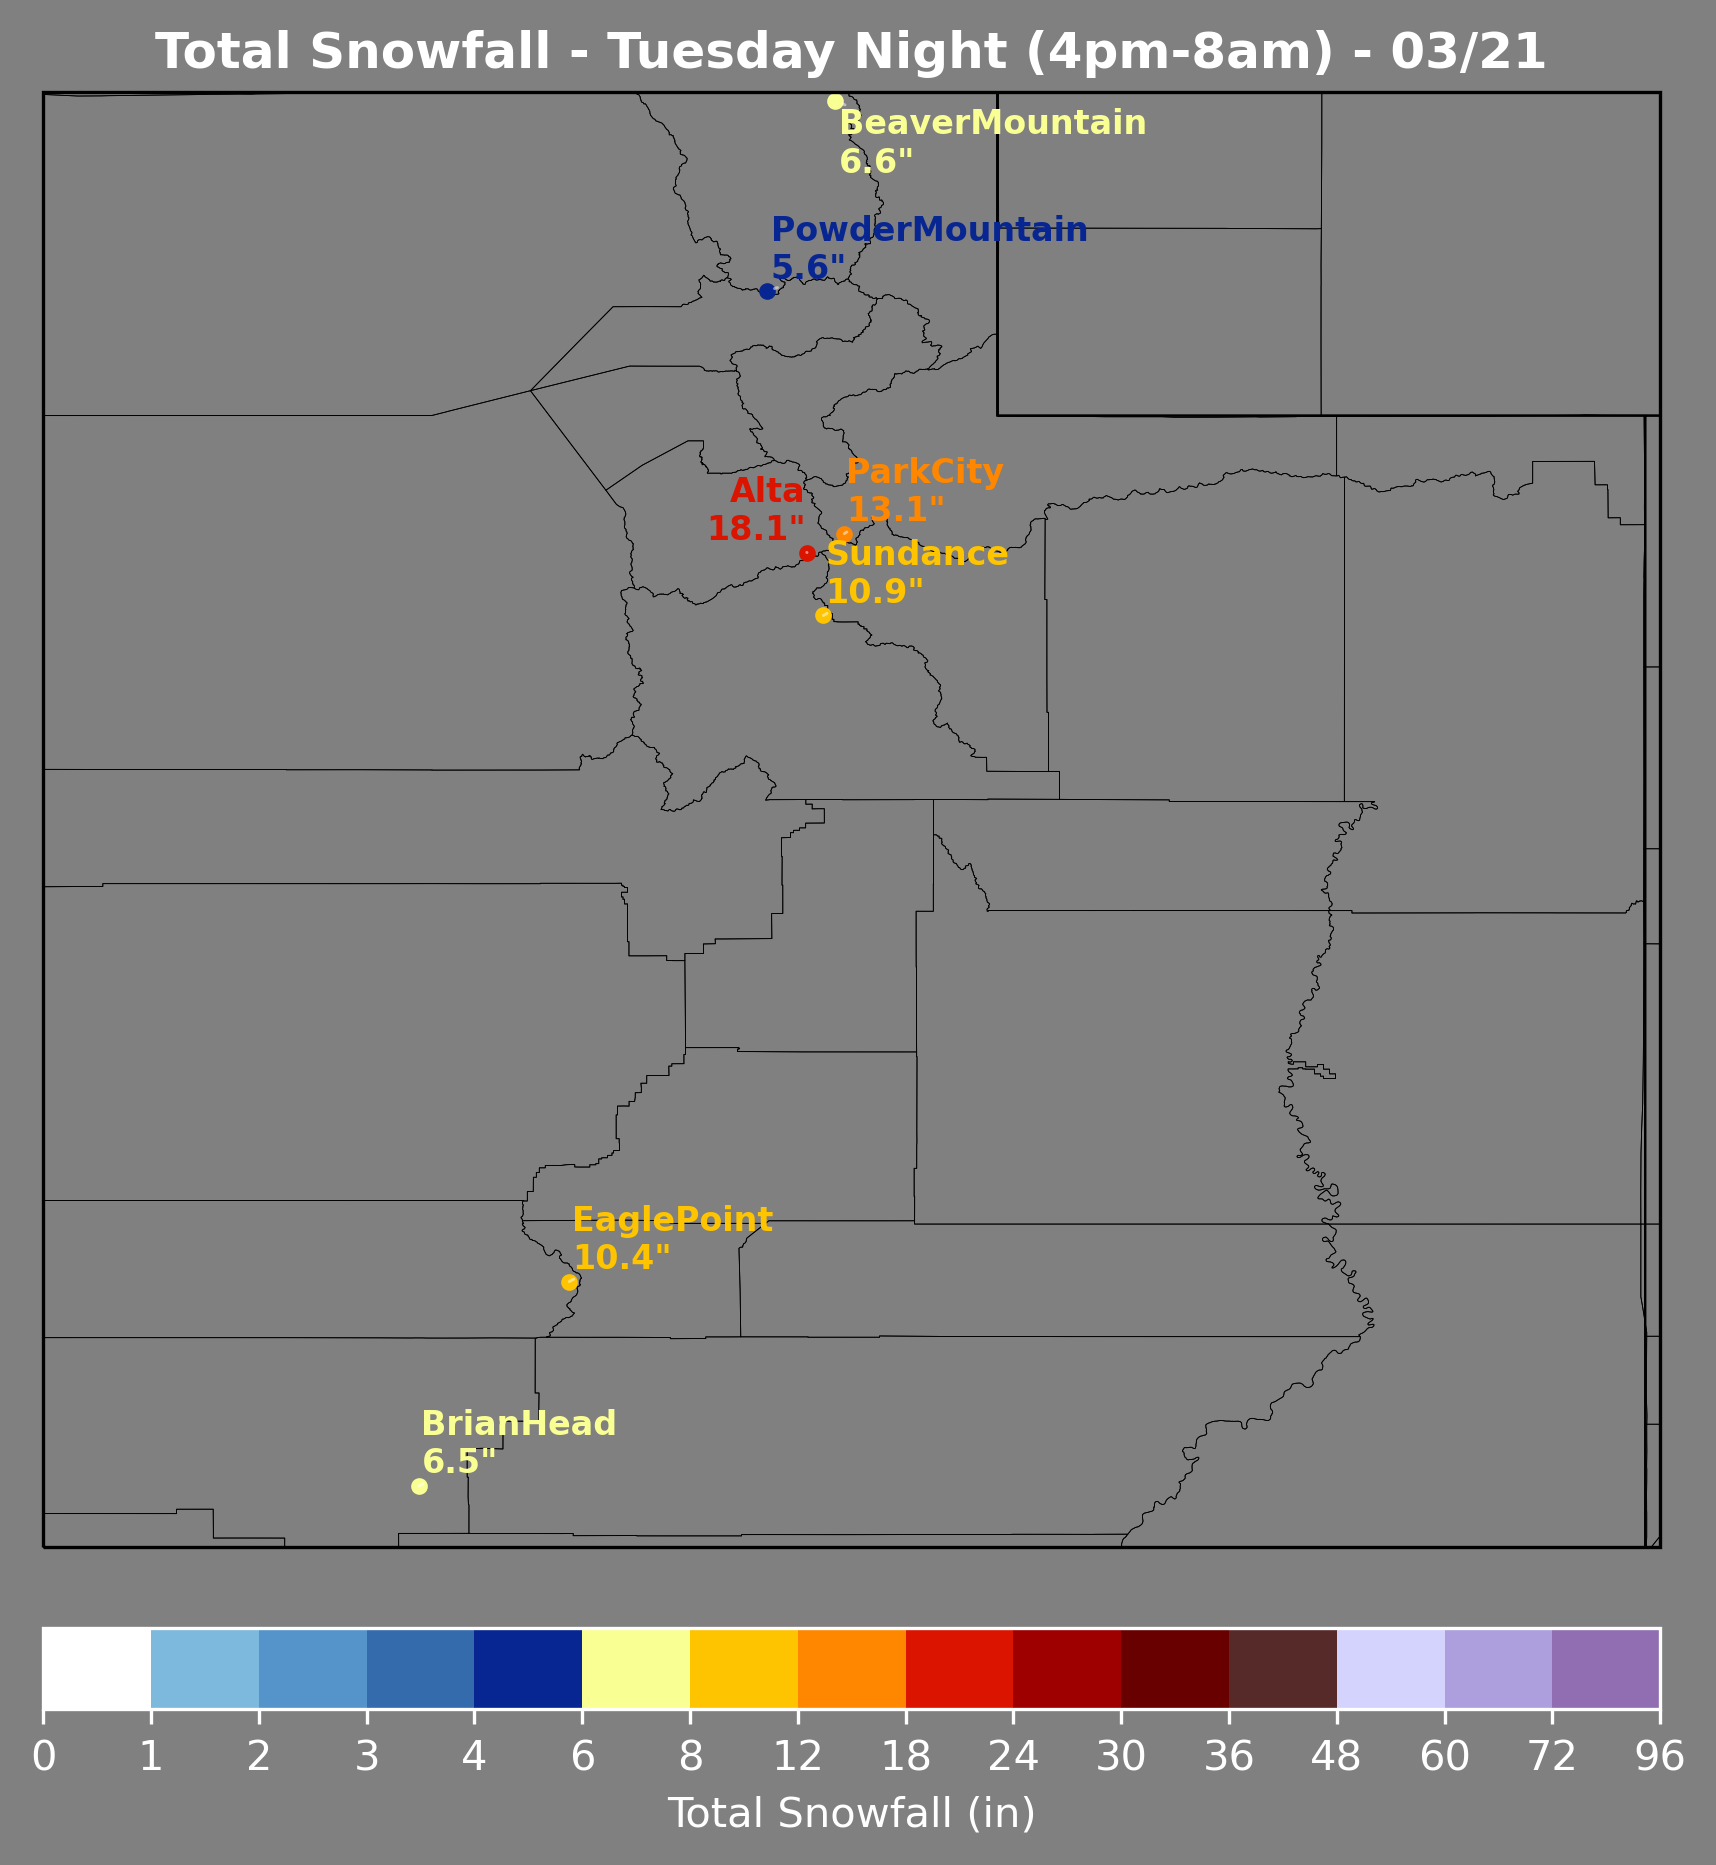 Total Snowfall - Tuesday Night (4pm-8am) - 03/21
BeaverMountain
6.6"
PowderMountain
5.6"
ParkCity
13.1"
Alta
18.1"
Sundance
10.9"
EaglePoint
10.4"
BrianHead
6.5"
0 1 2 3 4 6 8 12 18 24 30 36 48 60 72 96
Total Snowfall (in)